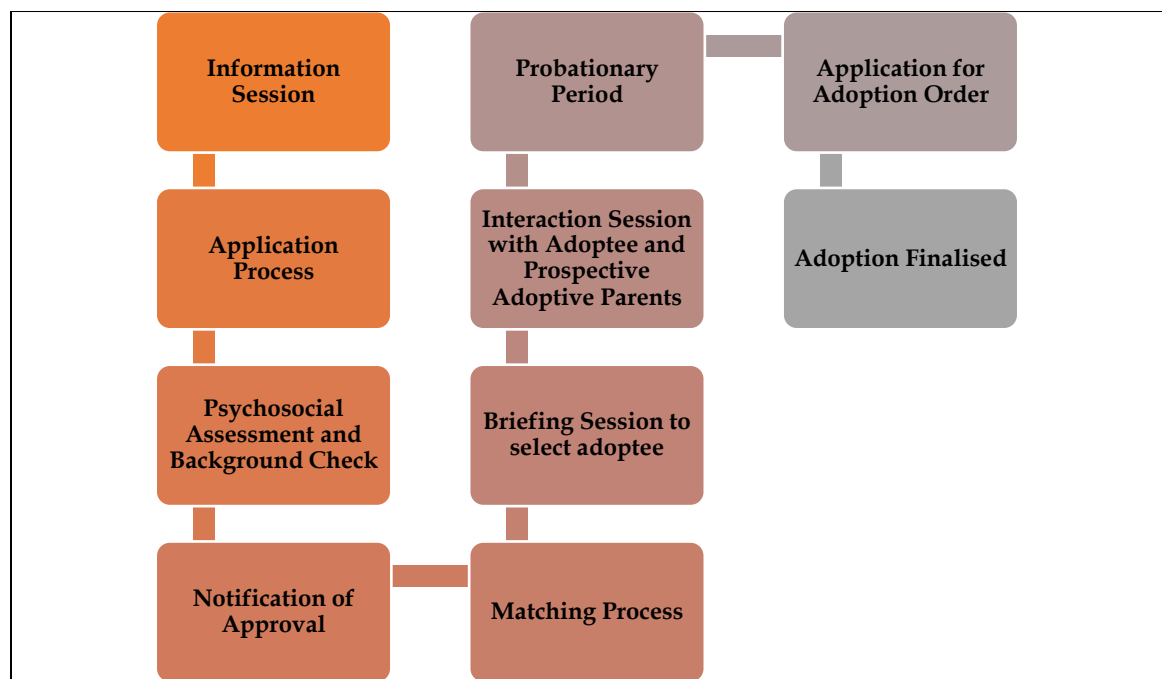 Information
Session
Application
Process
Psychosocial
Assessment and
Background Check
Notification of
Approval
Matching Process
Briefing Session to
select adoptee
Interaction Session
with Adoptee and
Prospective
Adoptive Parents
Probationary
Period
Application for
Adoption Order
Adoption Finalised